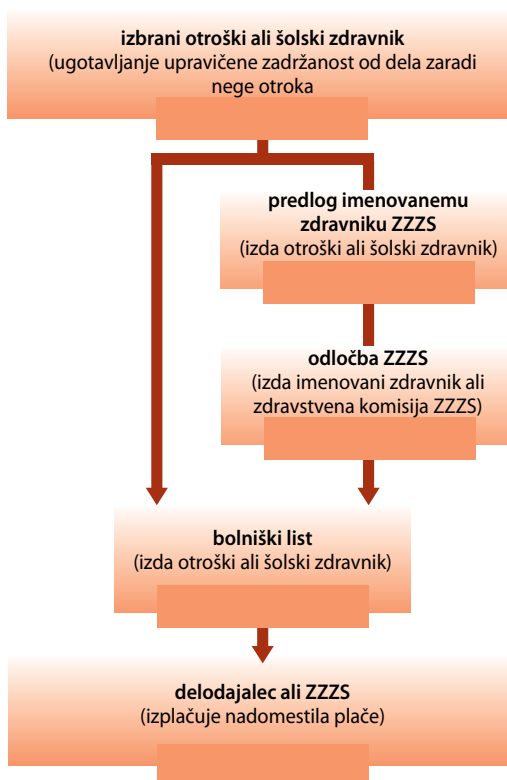 izbrani otroški ali šolski zdravnik
(ugotavljanje upravičene zadržanost od dela zaradi
nege otroka
predlog imenovanemu
zdravniku ZZZS
(izda otroški ali šolski zdravnik)
odločba ZZZS
(izda imenovani zdravnik ali
zdravstvena komisija ZZZS)
bolniški list
(izda otroški ali šolski zdravnik)
delodajalec ali ZZZS
(izplačuje nadomestila plače)